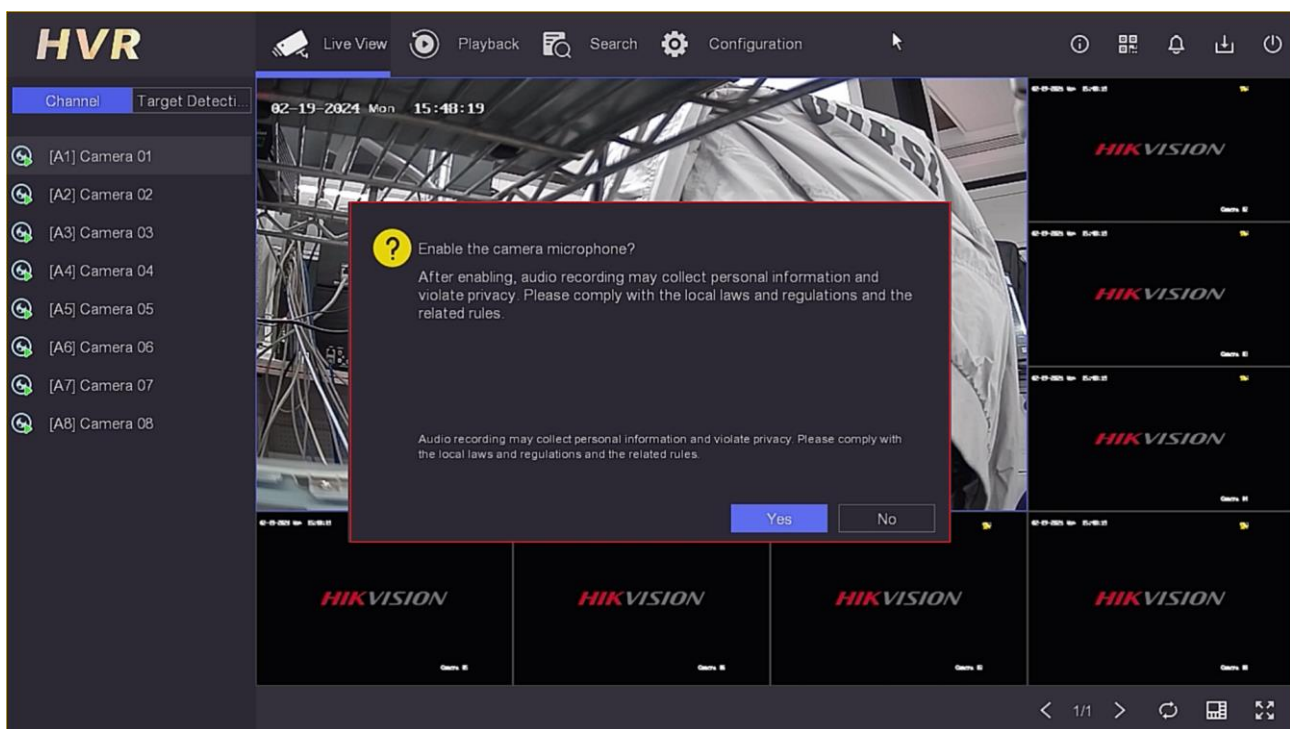 HVR
Live View
Playback
Search
Configuration
Channel
Target Detecti...
[A1] Camera 01
[A2] Camera 02
[A3] Camera 03
[A4] Camera 04
[A5] Camera 05
[A6] Camera 06
[A7] Camera 07
[A8] Camera 08
02-19-2024 Mon 15:48:19
HIKVISION
HIKVISION
HIKVISION
?
Enable the camera microphone?
After enabling, audio recording may collect personal information and
violate privacy. Please comply with the local laws and regulations and the
related rules.
Audio recording may collect personal information and violate privacy. Please comply with
the local laws and regulations and the related rules.
Yes
No
HIKVISION
HIKVISION
HIKVISION
HIKVISION
1/1